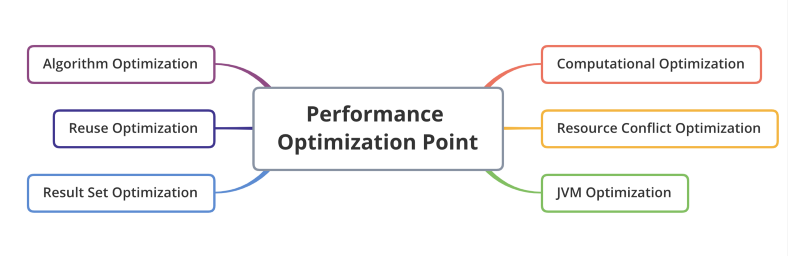 Algorithm Optimization
Computational Optimization
Performance
Optimization Point
Reuse Optimization
Resource Conflict Optimization
Result Set Optimization
JVM Optimization